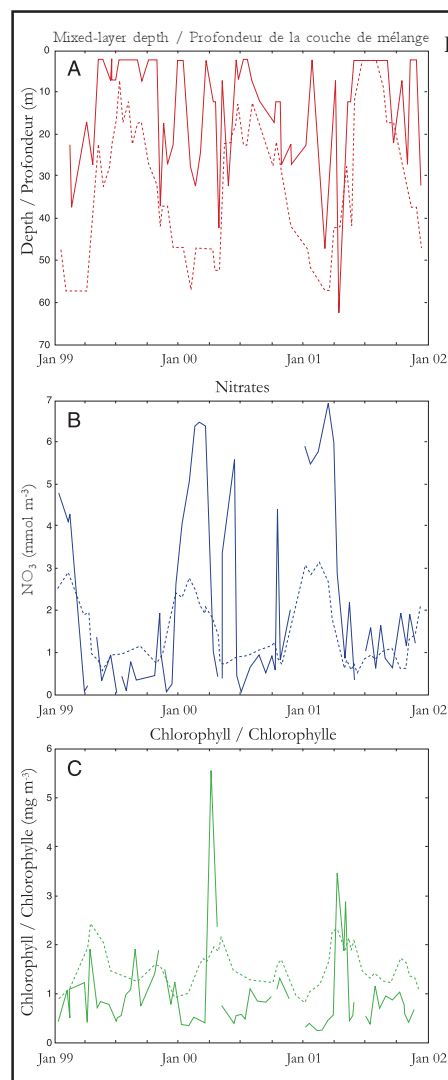 Mixed-layer depth / Profondeur de la couche de mélange
A
Depth / Profondeur (m)
0
10
20
30
40
50
60
70
Jan 99 Jan 00 Jan 01 Jan 02
Nitrates
B
NO3 (mmol m-3)
7
6
5
4
3
2
1
0
Jan 99 Jan 00 Jan 01 Jan 02
Chlorophyll / Chlorophylle
C
Chlorophyll / Chlorophylle (mg m-3)
6
5
4
3
2
1
0
Jan 99 Jan 00 Jan 01 Jan 02